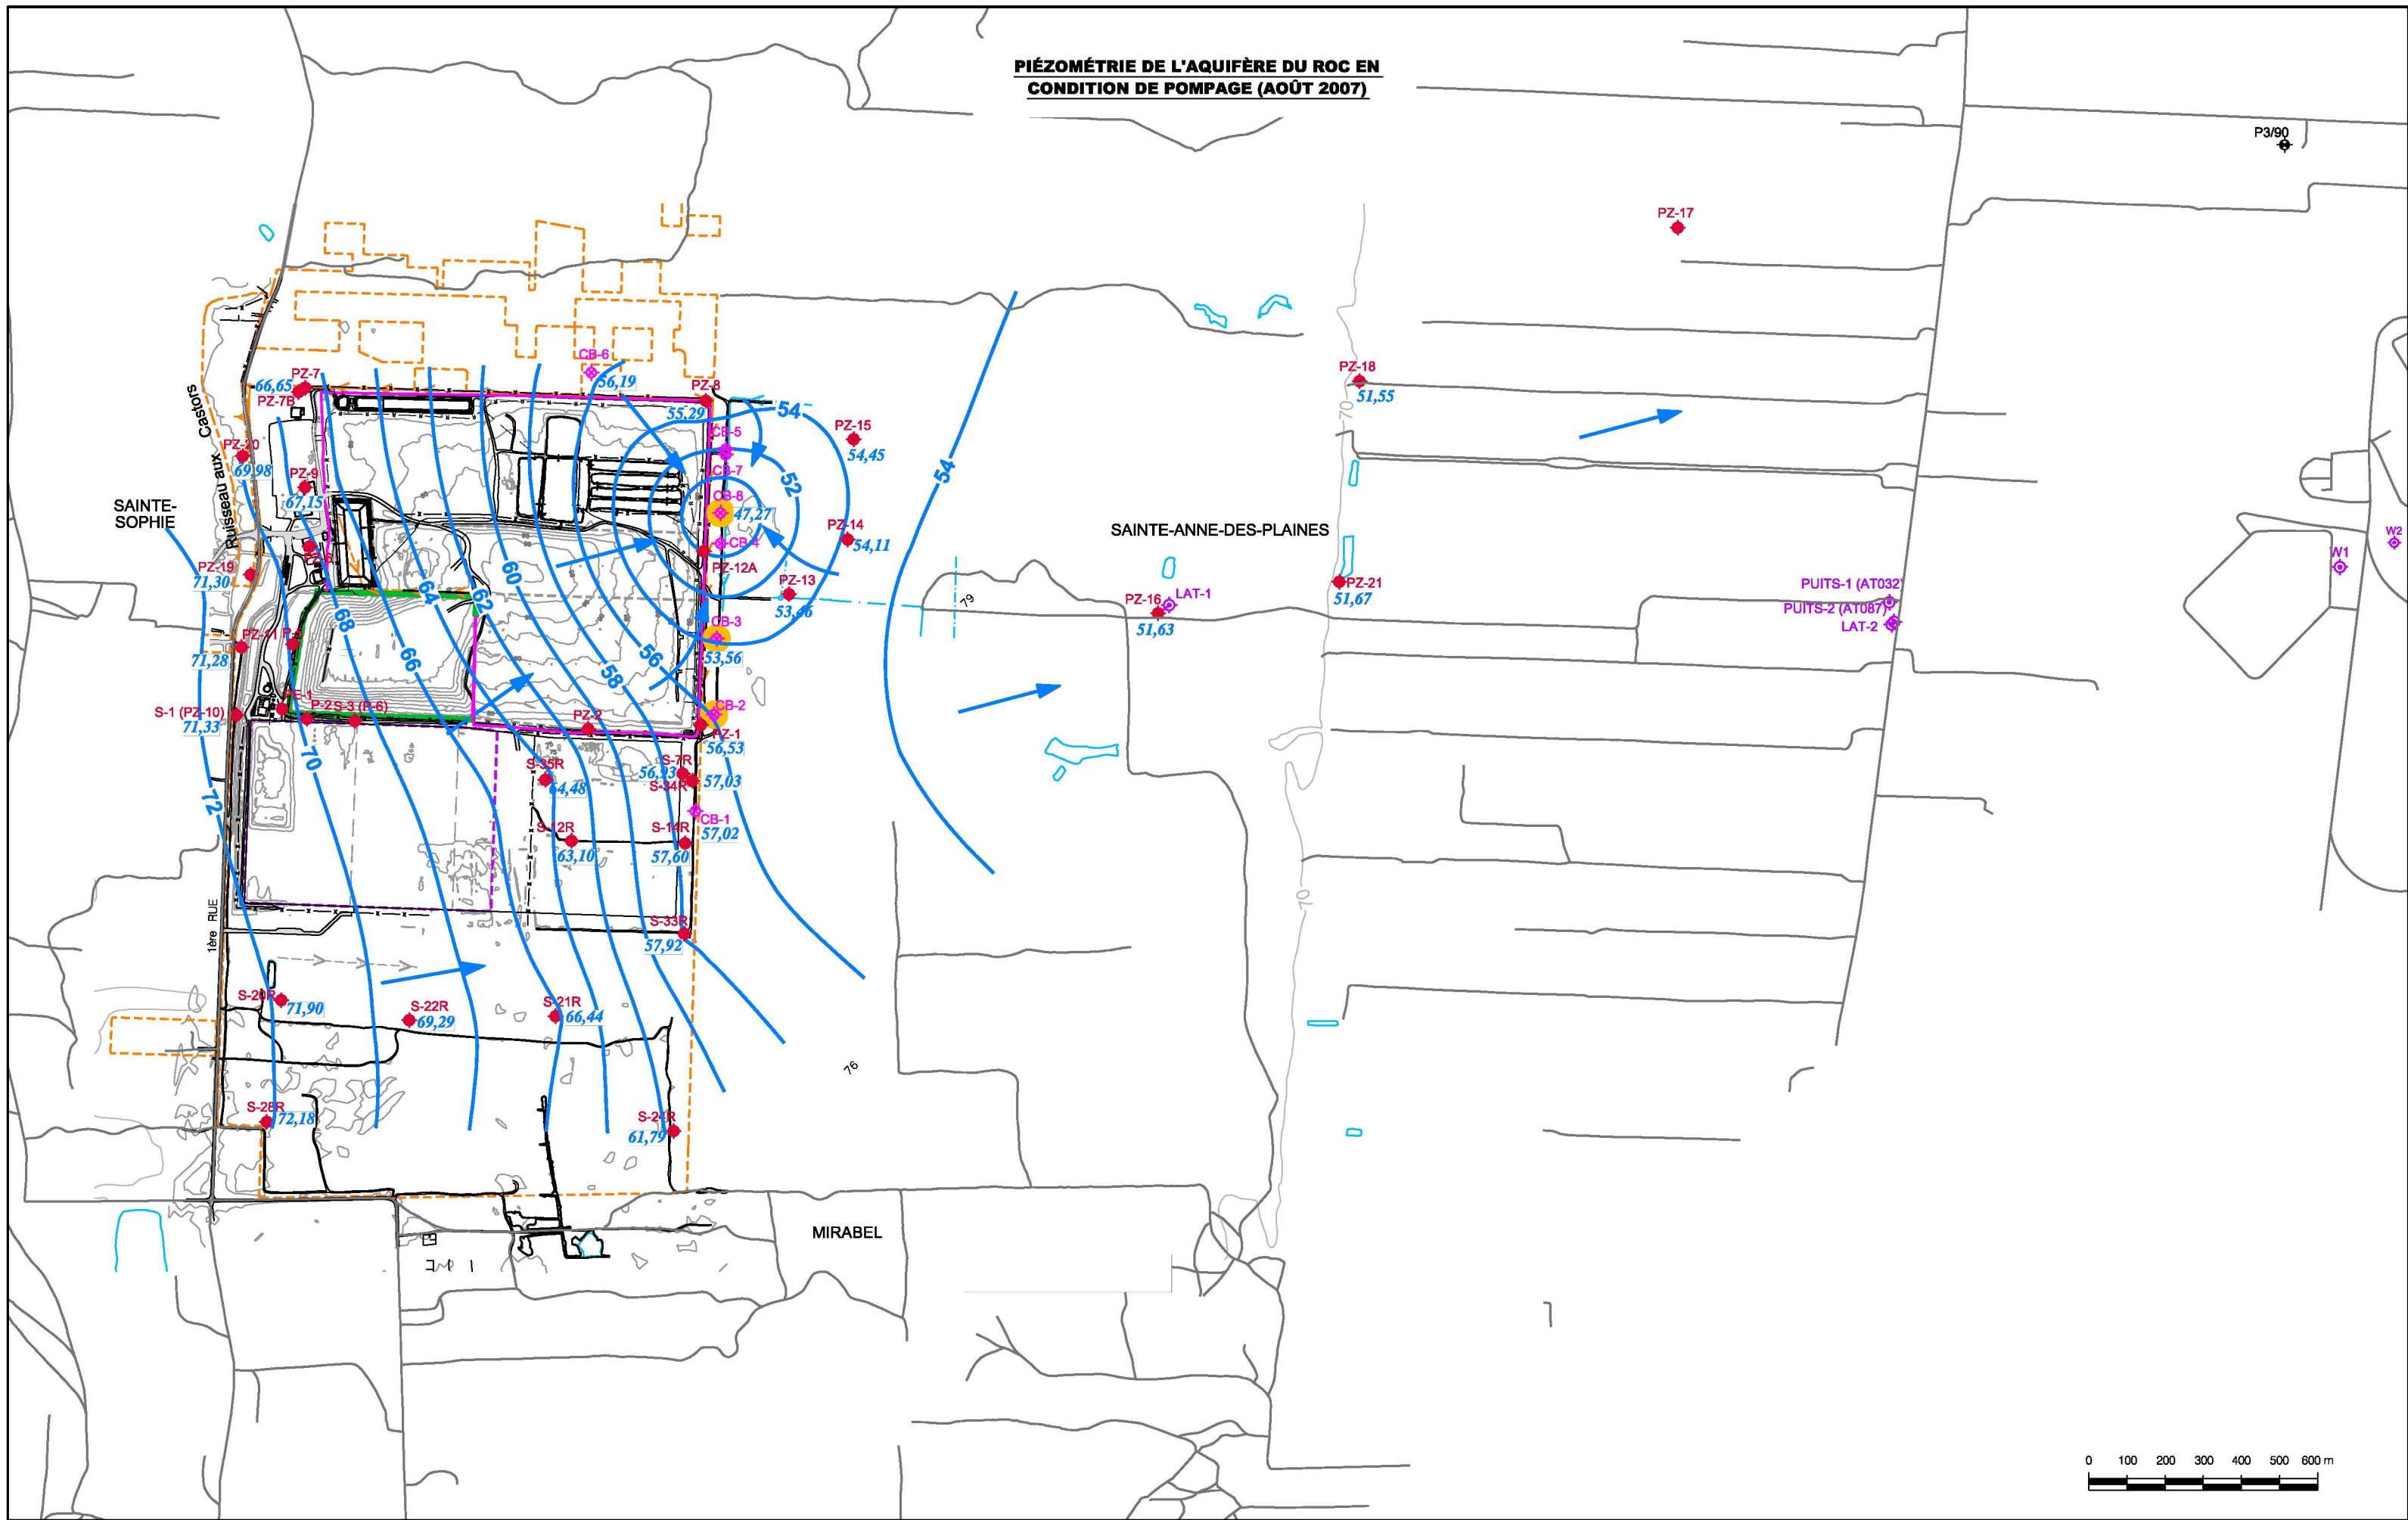 PIÉZOMÉTRIE DE L'AQUIFÈRE DU ROC EN
CONDITION DE POMPAGE (AOÛT 2007)
P3/90
PZ-17
CB-6
56,19
PZ-7
66,65
PZ-7B
PZ-8
55,29
54
PZ-18
51,55
70
Ruisseau aux Castors
PZ-20
69,98
CB-5
PZ-15
54,45
CB-7
52
54
PZ-9
67,15
SAINTE-
SOPHIE
CB-8
47,27
PZ-14
54,11
CB-4
SAINTE-ANNE-DES-PLAINES
W2
W1
PZ-19
71,30
60
PZ-12A
PZ-13
53,46
64
62
PZ-21
51,67
PUITS-1 (AT032)
PUITS-2 (AT087)
LAT-2
79
PZ-16
LAT-1
51,63
68
CB-3
53,56
PZ-11
71,28
66
56
58
PE-1
P-2
S-3 (P-6)
S-1 (PZ-10)
71,33
CB-2
PZ-2
PZ-1
56,53
70
S-7R
56,93
57,03
S-34R
S-35R
64,48
72
CB-1
57,02
S-12R
63,10
S-14R
57,60
1ère RUE
70
S-33R
57,92
S-20R
71,90
S-22R
69,29
S-21R
66,44
76
S-28R
72,18
S-24R
61,79
MIRABEL
0 100 200 300 400 500 600 m